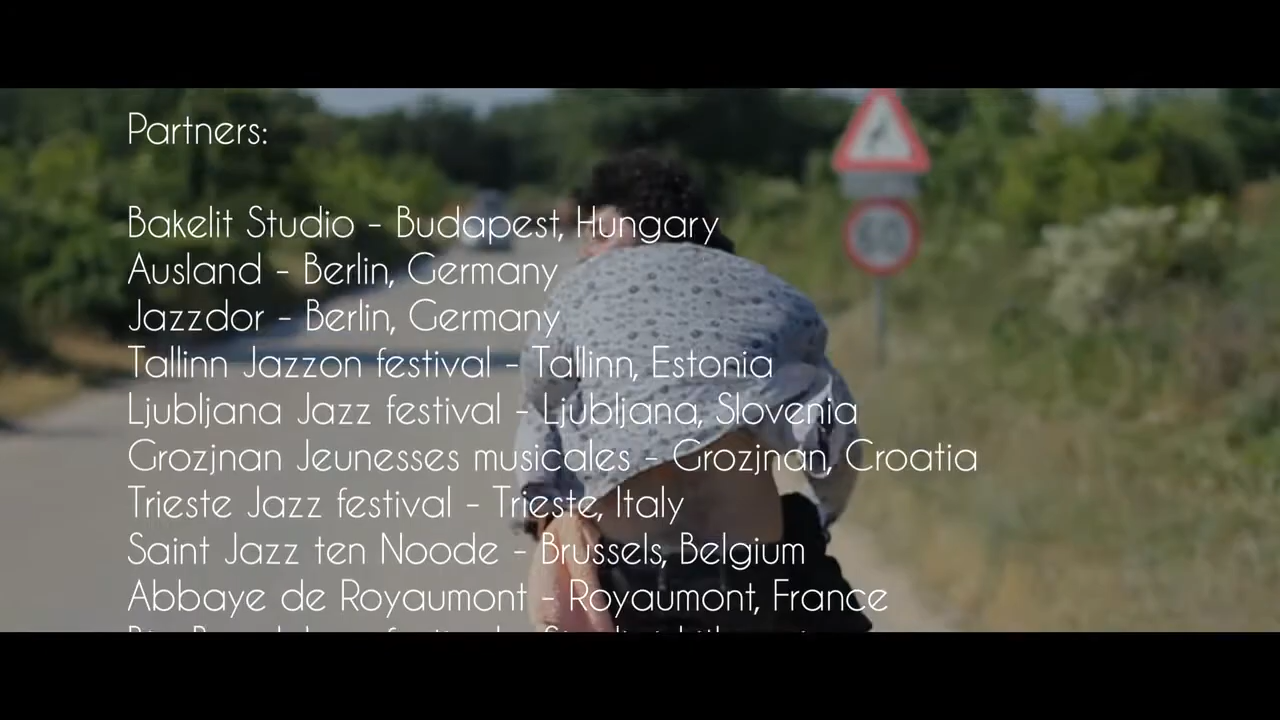 Partners:
Bakelit Studio - Budapest, Hungary
Ausland - Berlin, Germany
Jazzdor - Berlin, Germany
Tallinn Jazzon festival - Tallinn, Estonia
Ljubljana Jazz festival - Ljubljana, Slovenia
Grozjnan Jeunesses musicales - Grozjnan, Croatia
Trieste Jazz festival - Trieste, Italy
Saint Jazz ten Noode - Brussels, Belgium
Abbaye de Royaumont - Royaumont, France